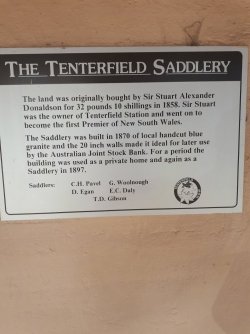 THE TENTERFIELD SADDLERY
The land was originally bought by Sir Stuart Alexander
Donaldson for 32 pounds 10 shillings in 1858. Sir Stuart
was the owner of Tenterfield Station and went on to
become the first Premier of New South Wales.
The Saddlery was built in 1870 of local handcut blue
granite and the 20 inch walls made it ideal for later use
by the Australian Joint Stock Bank. For a period the
building was used as a private home and again as a
Saddlery in 1897.
Saddlers: C.H. Pavel G. Woolnough
D. Egan E.C. Daly
T.D. Gibson